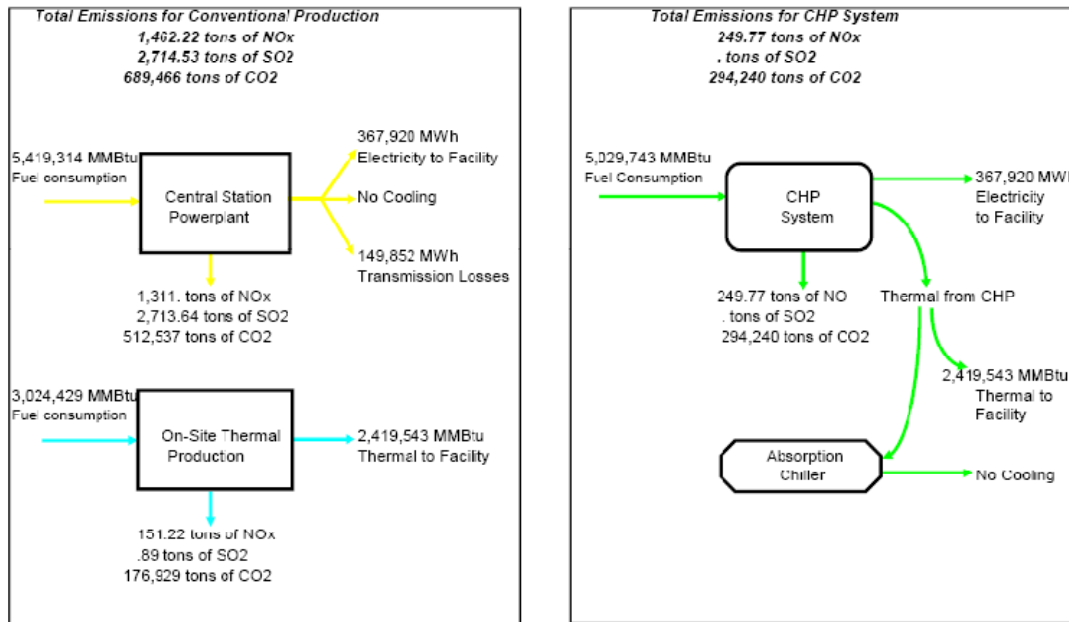 Total Emissions for Conventional Production
1,462.22 tons of NOx
2,714.53 tons of SO2
689,466 tons of CO2
5,419,314 MMBtu
Fuel consumption
Central Station
Powerplant
367,920 MWh
Electricity to Facility
No Cooling
149,852 MWh
Transmission Losses
1,311. tons of NOx
2,713.64 tons of SO2
512,537 tons of CO2
3,024,429 MMBtu
Fuel consumption
On-Site Thermal
Production
2,419,543 MMBtu
Thermal to Facility
151.22 tons of NOx
.89 tons of SO2
176,929 tons of CO2
Total Emissions for CHP System
249.77 tons of NOx
. tons of SO2
294,240 tons of CO2
5,029,743 MMBtu
Fuel Consumption
CHP
System
367,920 MWh
Electricity
to Facility
249.77 tons of NO
. tons of SO2
294,240 tons of CO2
Thermal from CHP
2,419,543 MMBtu
Thermal to
Facility
Absorption
Chiller
No Cooling